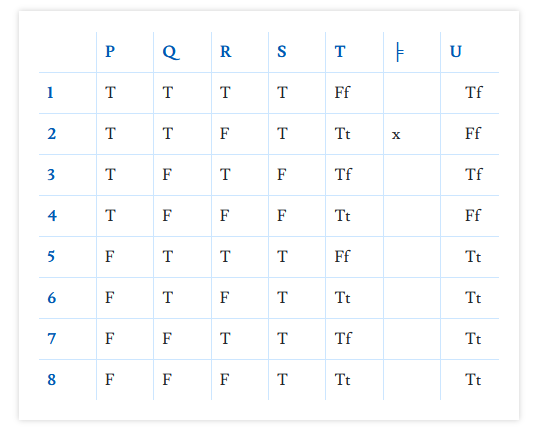 P Q R S T ╞ U
1 T T T T Ff Tf
2 T T F T Tt x Ff
3 T F T F Tf Tf
4 T F F F Tt Ff
5 F T T T Ff Tt
6 F T F T Tt Tt
7 F F T T Tf Tt
8 F F F T Tt Tt